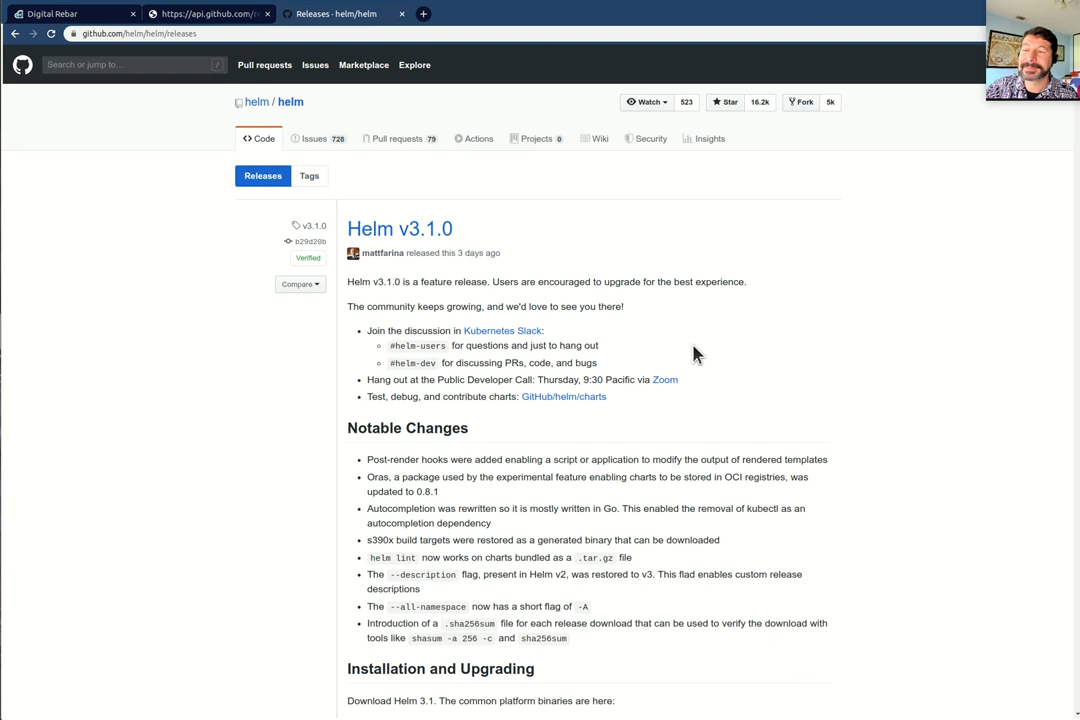 Digital Rebar
https://api.github.com/r
Releases · helm/helm
github.com/helm/helm/releases
Search or jump to…
/
Pull requests
Issues
Marketplace
Explore
helm / helm
Watch
523
Star
16.2k
Fork
5k
Code
Issues 728
Pull requests 79
Actions
Projects 0
Wiki
Security
Insights
Releases
Tags
v3.1.0
b29d20b
Verified
Compare
Helm v3.1.0
mattfarina released this 3 days ago
Helm v3.1.0 is a feature release. Users are encouraged to upgrade for the best experience.
The community keeps growing, and we'd love to see you there!
Join the discussion in Kubernetes Slack:
#helm-users for questions and just to hang out
#helm-dev for discussing PRs, code, and bugs
Hang out at the Public Developer Call: Thursday, 9:30 Pacific via Zoom
Test, debug, and contribute charts: GitHub/helm/charts
Notable Changes
Post-render hooks were added enabling a script or application to modify the output of rendered templates
Oras, a package used by the experimental feature enabling charts to be stored in OCI registries, was
updated to 0.8.1
Autocompletion was rewritten so it is mostly written in Go. This enabled the removal of kubectl as an
autocompletion dependency
s390x build targets were restored as a generated binary that can be downloaded
helm lint now works on charts bundled as a .tar.gz file
The --description flag, present in Helm v2, was restored to v3. This flad enables custom release
descriptions
The --all-namespace now has a short flag of -A
Introduction of a .sha256sum file for each release download that can be used to verify the download with
tools like shasum -a 256 -c and sha256sum
Installation and Upgrading
Download Helm 3.1. The common platform binaries are here: